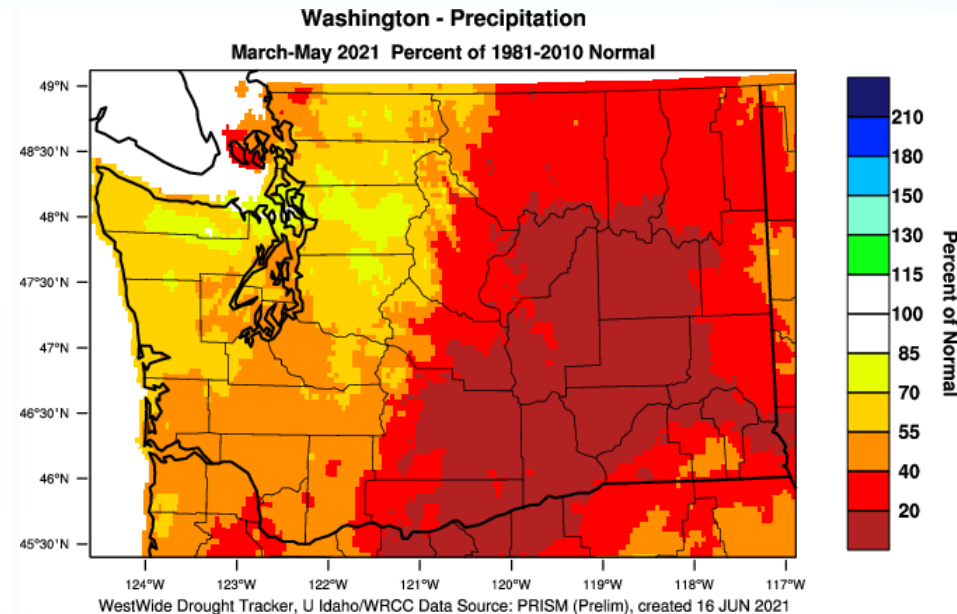 Washington - Precipitation
March-May 2021 Percent of 1981-2010 Normal
49°N
48°30'N
48°N
47°30'N
47°N
46°30'N
46°N
45°30'N
124°W 123°W 122°W 121°W 120°W 119°W 118°W 117°W
210
180
150
130
115
100
85
70
55
40
20
Percent of Normal
WestWide Drought Tracker, U Idaho/WRCC Data Source: PRISM (Prelim), created 16 JUN 2021